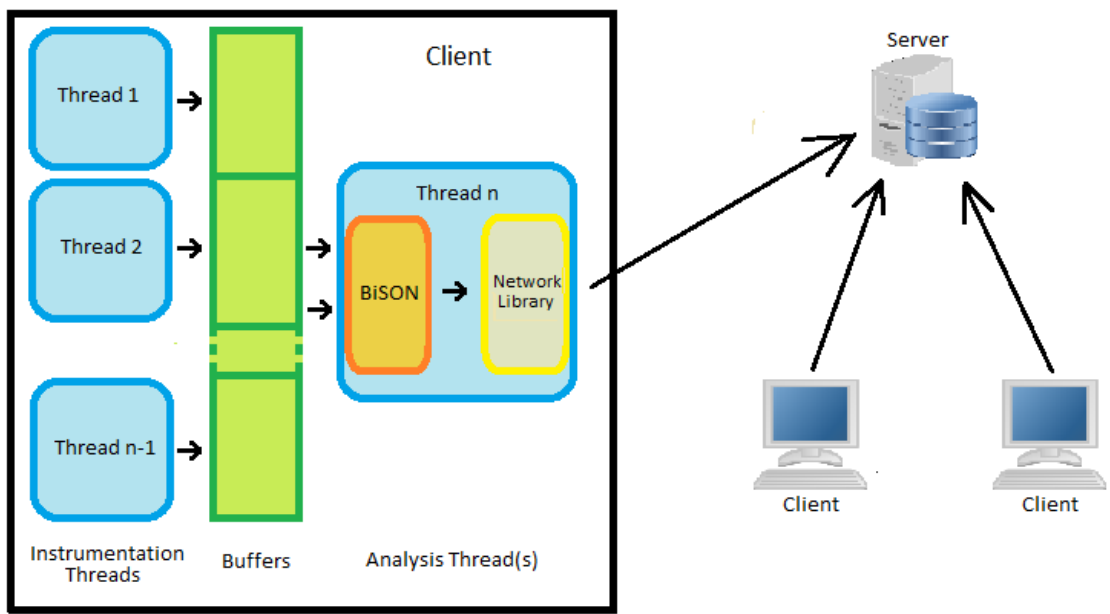 Client
Server
Thread 1
Thread 2
Thread n-1
Thread n
BiSON
Network
Library
Instrumentation
Threads
Buffers
Analysis Thread(s)
Client
Client